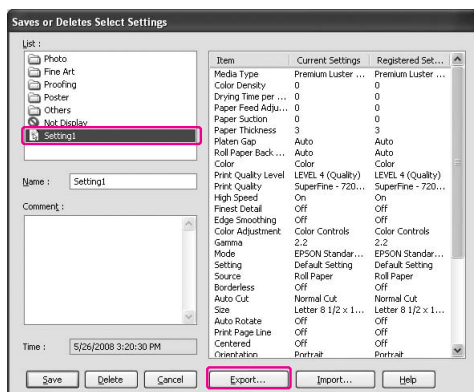 Saves or Deletes Select Settings
List :
Photo
Fine Art
Proofing
Poster
Others
Not Display
Setting1
Name : Setting1
Comment :
Time : 5/26/2008 3:20:30 PM
Item Current Settings Registered Set...
Media Type Premium Luster ... Premium Luster ...
Color Density 0 0
Drying Time per ... 0 0
Paper Feed Adju... 0 0
Paper Suction 0 0
Paper Thickness 3 3
Platen Gap Auto Auto
Roll Paper Back ... Auto Auto
Color Color Color
Print Quality Level LEVEL 4 (Quality) LEVEL 4 (Quality)
Print Quality SuperFine - 720... SuperFine - 720...
High Speed On On
Finest Detail Off Off
Edge Smoothing Off Off
Color Adjustment Color Controls Color Controls
Gamma 2.2 2.2
Mode EPSON Standar... EPSON Standar...
Setting Default Setting Default Setting
Source Roll Paper Roll Paper
Borderless Off Off
Auto Cut Normal Cut Normal Cut
Size Letter 8 1/2 x 1... Letter 8 1/2 x 1...
Auto Rotate Off Off
Print Page Line Off Off
Centered Off Off
Orientation Portrait Portrait
Save Delete Cancel Export... Import... Help